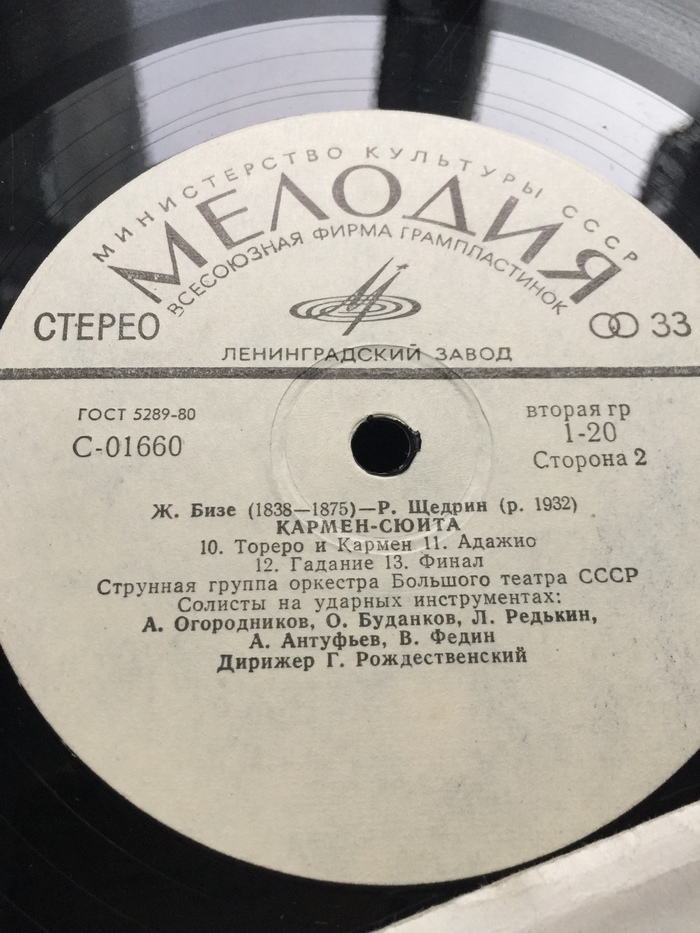 МИНИСТЕРСТВО КУЛЬТУРЫ СССР
МЕЛОДИЯ
ВСЕСОЮЗНАЯ ФИРМА ГРАМПЛАСТИНОК
СТЕРЕО
33
ЛЕНИНГРАДСКИЙ ЗАВОД
ГОСТ 5289-80
С-01660
вторая гр
1-20
Сторона 2
Ж. Бизе (1838—1875)—Р. Щедрин (р. 1932)
КАРМЕН-СЮИТА
10. Тореро и Кармен 11. Адажио
12. Гадание 13. Финал
Струнная группа оркестра Большого театра СССР
Солисты на ударных инструментах:
А. Огородников, О. Буданков, Л. Редькин,
А. Антуфьев, В. Федин
Дирижер Г. Рождественский